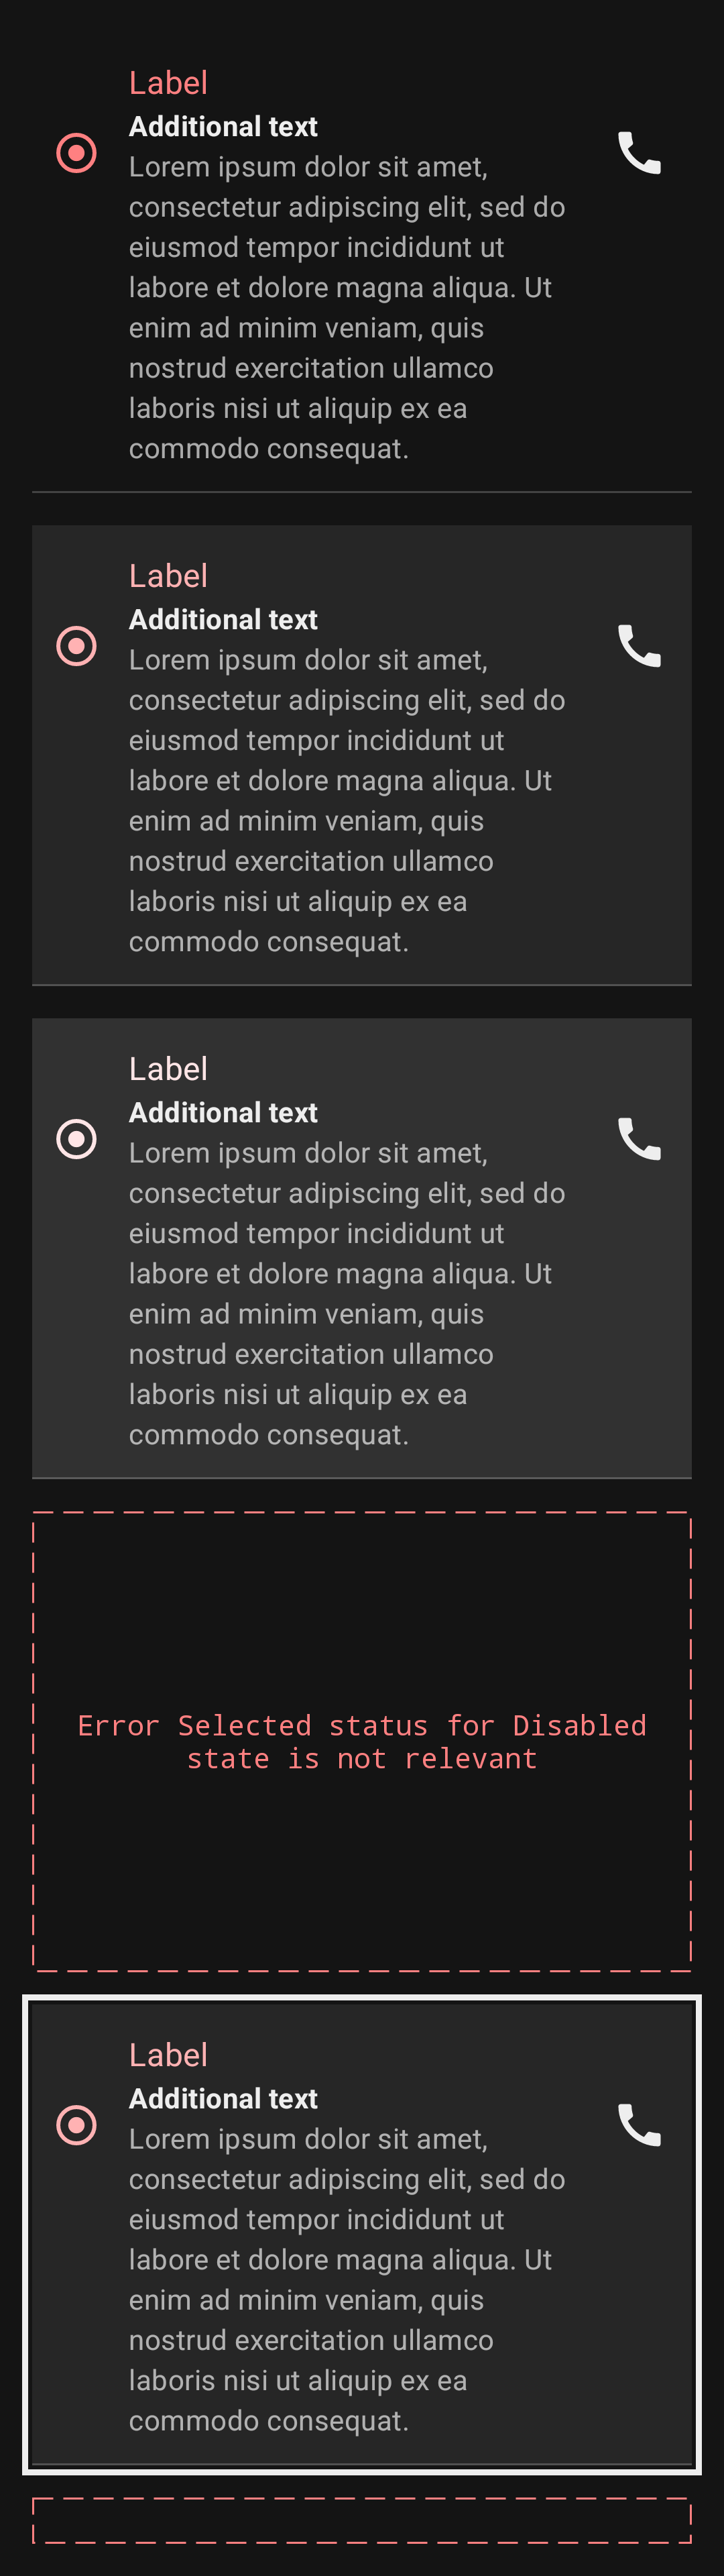 Label
Additional text
Lorem ipsum dolor sit amet,
consectetur adipiscing elit, sed do
eiusmod tempor incididunt ut
labore et dolore magna aliqua. Ut
enim ad minim veniam, quis
nostrud exercitation ullamco
laboris nisi ut aliquip ex ea
commodo consequat.
Label
Additional text
Lorem ipsum dolor sit amet,
consectetur adipiscing elit, sed do
eiusmod tempor incididunt ut
labore et dolore magna aliqua. Ut
enim ad minim veniam, quis
nostrud exercitation ullamco
laboris nisi ut aliquip ex ea
commodo consequat.
Label
Additional text
Lorem ipsum dolor sit amet,
consectetur adipiscing elit, sed do
eiusmod tempor incididunt ut
labore et dolore magna aliqua. Ut
enim ad minim veniam, quis
nostrud exercitation ullamco
laboris nisi ut aliquip ex ea
commodo consequat.
Error Selected status for Disabled
state is not relevant
Label
Additional text
Lorem ipsum dolor sit amet,
consectetur adipiscing elit, sed do
eiusmod tempor incididunt ut
labore et dolore magna aliqua. Ut
enim ad minim veniam, quis
nostrud exercitation ullamco
laboris nisi ut aliquip ex ea
commodo consequat.